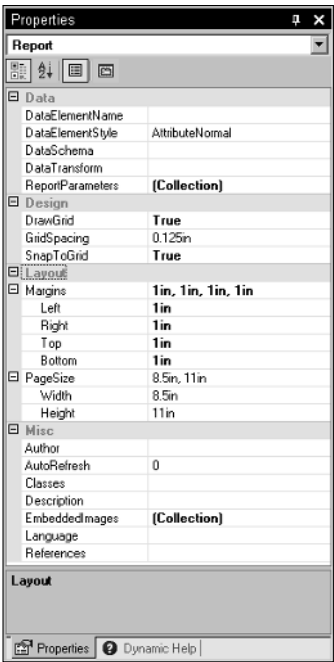 Properties
Report
Data
DataElementName
DataElementStyle AttributeNormal
DataSchema
DataTransform
ReportParameters (Collection)
Design
DrawGrid True
GridSpacing 0.125in
SnapToGrid True
Layout
Margins 1in, 1in, 1in, 1in
Left 1in
Right 1in
Top 1in
Bottom 1in
PageSize 8.5in, 11in
Width 8.5in
Height 11in
Misc
Author
AutoRefresh 0
Classes
Description
EmbeddedImages (Collection)
Language
References
Layout
Properties Dynamic Help